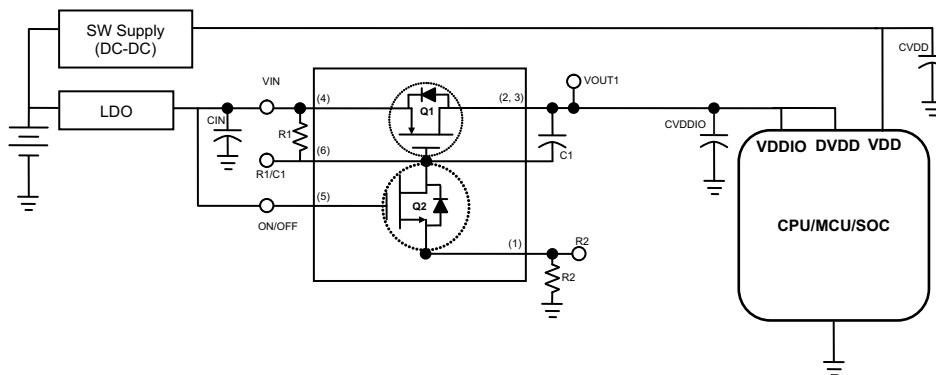 SW Supply
(DC-DC)
CVDD
VIN
VOUT1
LDO
(4)
(2, 3)
Q1
CIN
R1
CVDDIO
C1
VDDIO DVDD VDD
(6)
R1/C1
(5)
Q2
ON/OFF
CPU/MCU/SOC
(1)
R2
R2